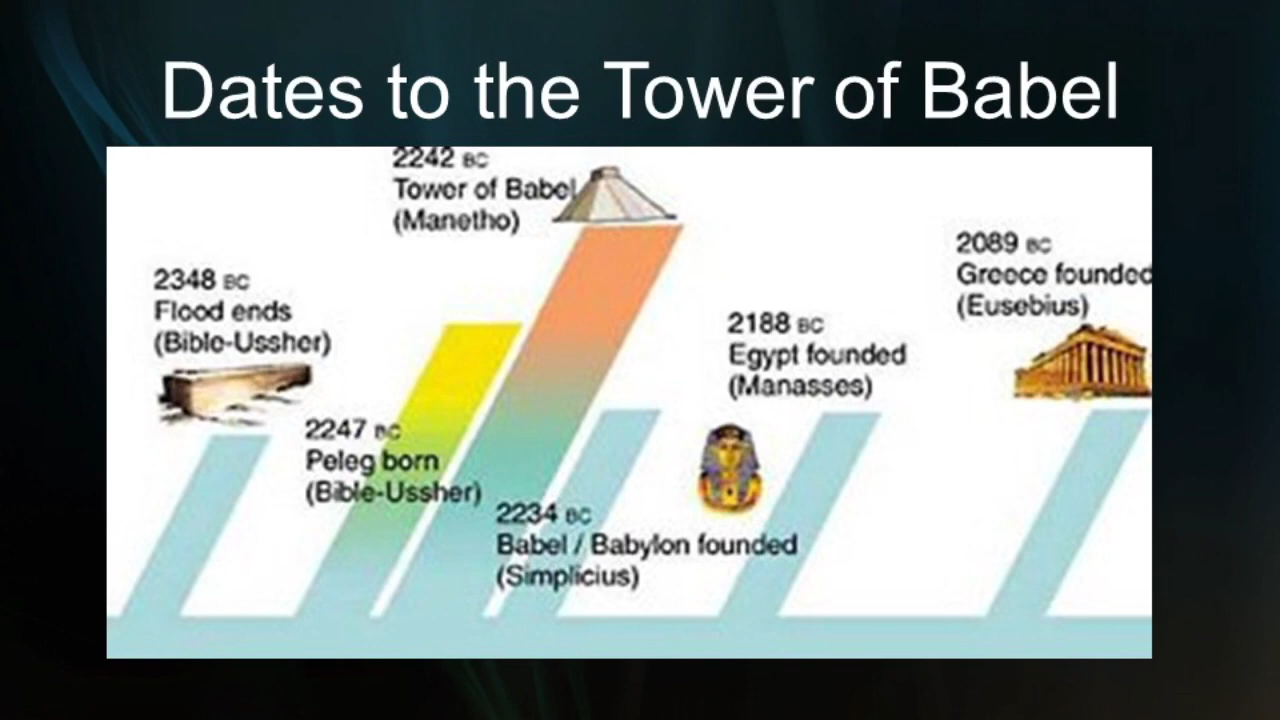 Dates to the Tower of Babel
2242 BC
Tower of Babel
(Manetho)
2348 BC
Flood ends
(Bible-Ussher)
2247 BC
Peleg born
(Bible-Ussher)
2234 BC
Babel / Babylon founded
(Simplicius)
2188 BC
Egypt founded
(Manasses)
2089 BC
Greece founded
(Eusebius)